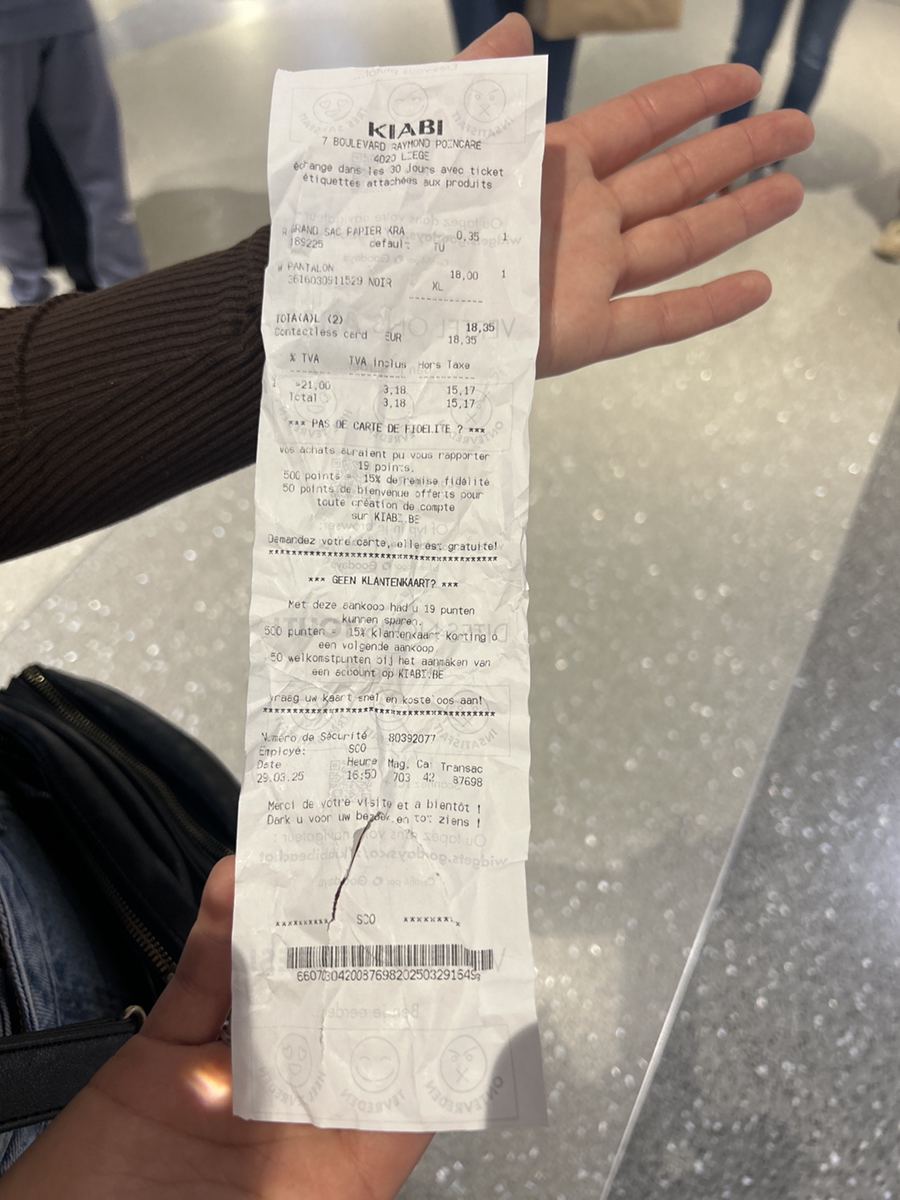 KIABI
7 BOULEVARD RAYMOND POINCARE
4020 LIEGE
échange dans les 30 jours avec ticket
étiquettes attachées aux produits
R GRAND SAC PAPIER KRA 0,35 1
189225 default TU
W PANTALON 18,00 1
3616030911529 NOIR XL
TOTA(A)L (2) 18,35
Contactless card EUR 18,35
% TVA TVA inclus Hors Taxe
1 =21,00 3,18 15,17
Total 3,18 15,17
*** PAS DE CARTE DE FIDELITE ? ***
Vos achats auraient pu vous rapporter
19 points.
500 points = 15% de remise fidélité
50 points de bienvenue offerts pour
toute création de compte
sur KIABI.BE
Demandez votre carte, elle est gratuite!
*** GEEN KLANTENKAART? ***
Met deze aankoop had u 19 punten
kunnen sparen.
500 punten = 15% klantenkaart korting o
een volgende aankoop
50 welkomstpunten bij het aanmaken van
een account op KIABI.BE
Vraag uw kaart snel en kosteloos aan!
Numéro de Sécurité 80392077
Employé: SCO
Date Heure Mag. Ca Transac
29.03.25 16:50 703 42 87698
Merci de votre visite et a bientôt !
Dark u voor uw bezoek en tot ziens !
********** SCO *********